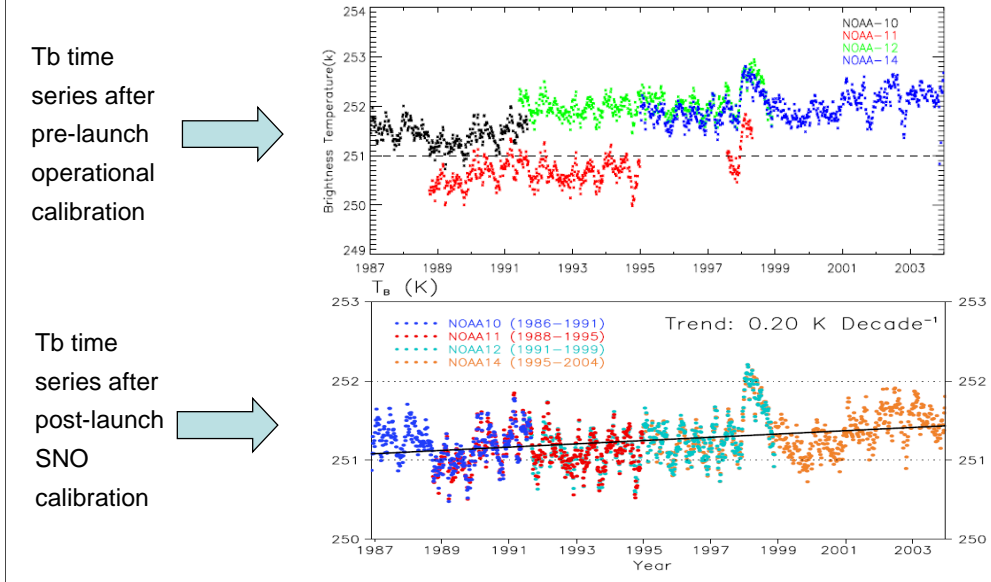 Tb time
series after
pre-launch
operational
calibration
254
253
252
251
250
249
Brightness Temperature(k)
NOAA-10
NOAA-11
NOAA-12
NOAA-14
1987 1989 1991 1993 1995 1997 1999 2001 2003
Tb time
series after
post-launch
SNO
calibration
T_B (K)
253 253
252 252
251 251
250 250
NOAA10 (1986-1991)
NOAA11 (1988-1995)
NOAA12 (1991-1999)
NOAA14 (1995-2004)
Trend: 0.20 K Decade⁻¹
1987 1989 1991 1993 1995 1997 1999 2001 2003
Year